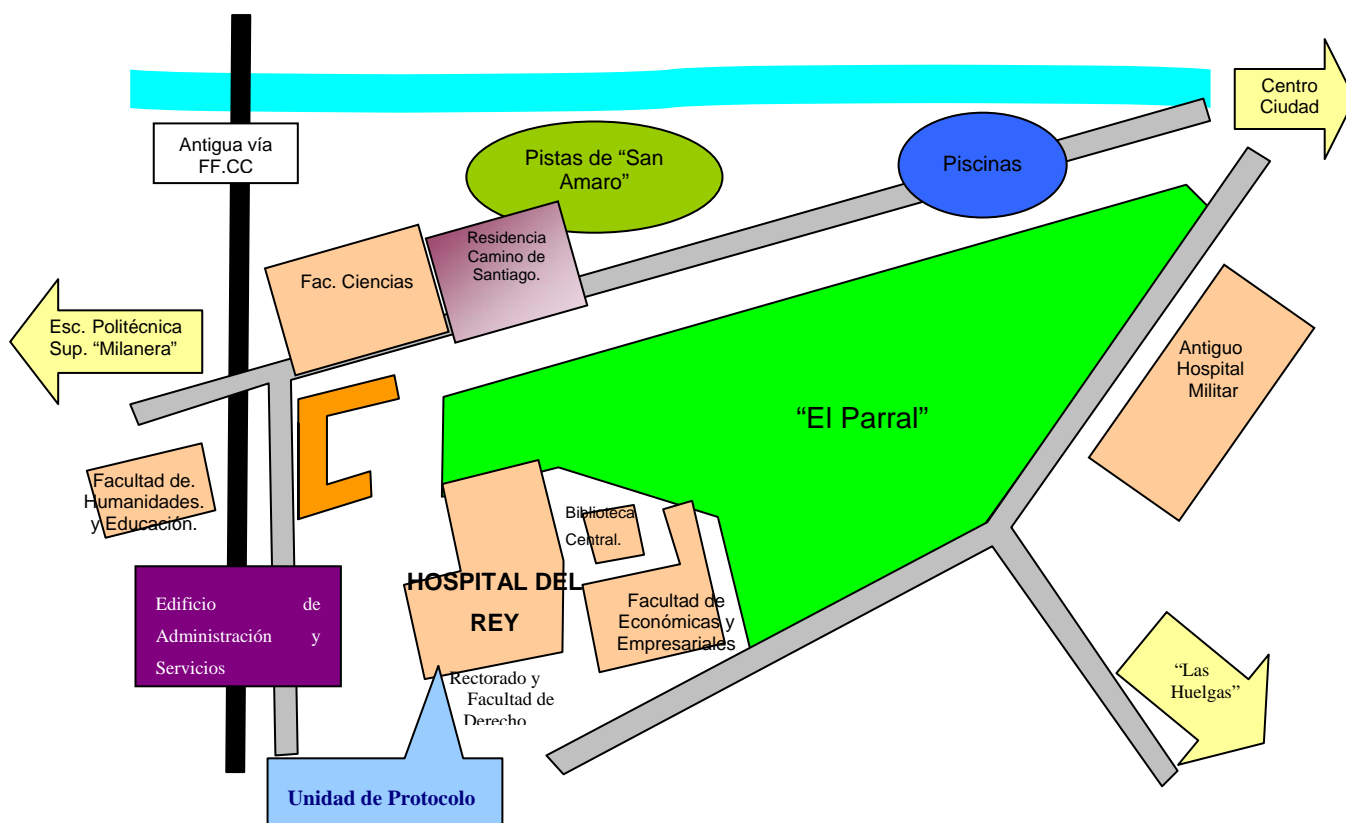 Centro
Ciudad
Antigua vía
FF.CC
Pistas de “San
Amaro”
Piscinas
Residencia
Camino de
Santiago.
Fac. Ciencias
Esc. Politécnica
Sup. “Milanera”
Antiguo
Hospital
Militar
“El Parral”
Facultad de.
Humanidades.
y Educación.
Biblioteca
Central.
HOSPITAL DEL
REY
Facultad de
Económicas y
Empresariales
Edificio de
Administración y
Servicios
Rectorado y
Facultad de
Derecho
“Las
Huelgas”
Unidad de Protocolo